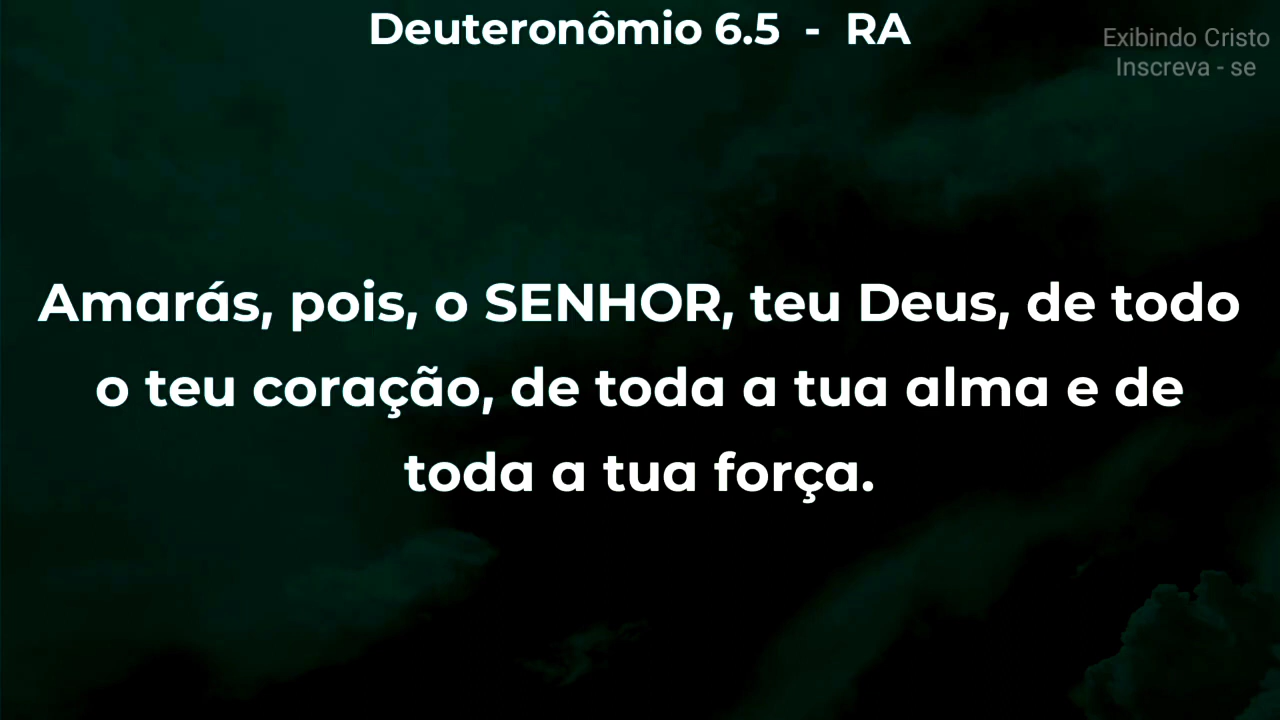 Deuteronômio 6.5 - RA
Exibindo Cristo
Inscreva - se
Amarás, pois, o SENHOR, teu Deus, de todo
o teu coração, de toda a tua alma e de
toda a tua força.